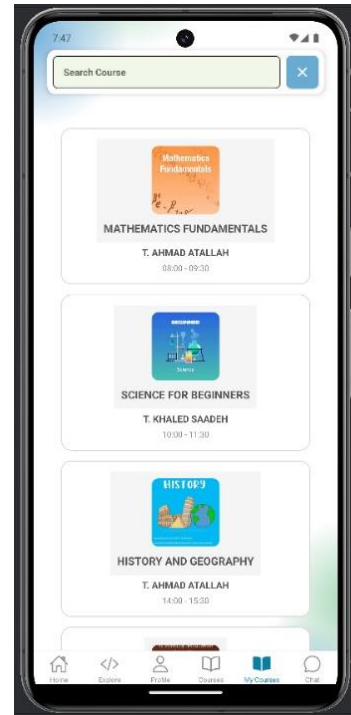 7:47
Search Course
Mathematics
Fundamentals
MATHEMATICS FUNDAMENTALS
T. AHMAD ATALLAH
08:00 - 09:30
BEGINNER
Science
SCIENCE FOR BEGINNERS
T. KHALED SAADEH
10:00 - 11:30
HISTORY
HISTORY AND GEOGRAPHY
T. AHMAD ATALLAH
14:00 - 15:30
Home
Explore
Profile
Courses
My Courses
Chat